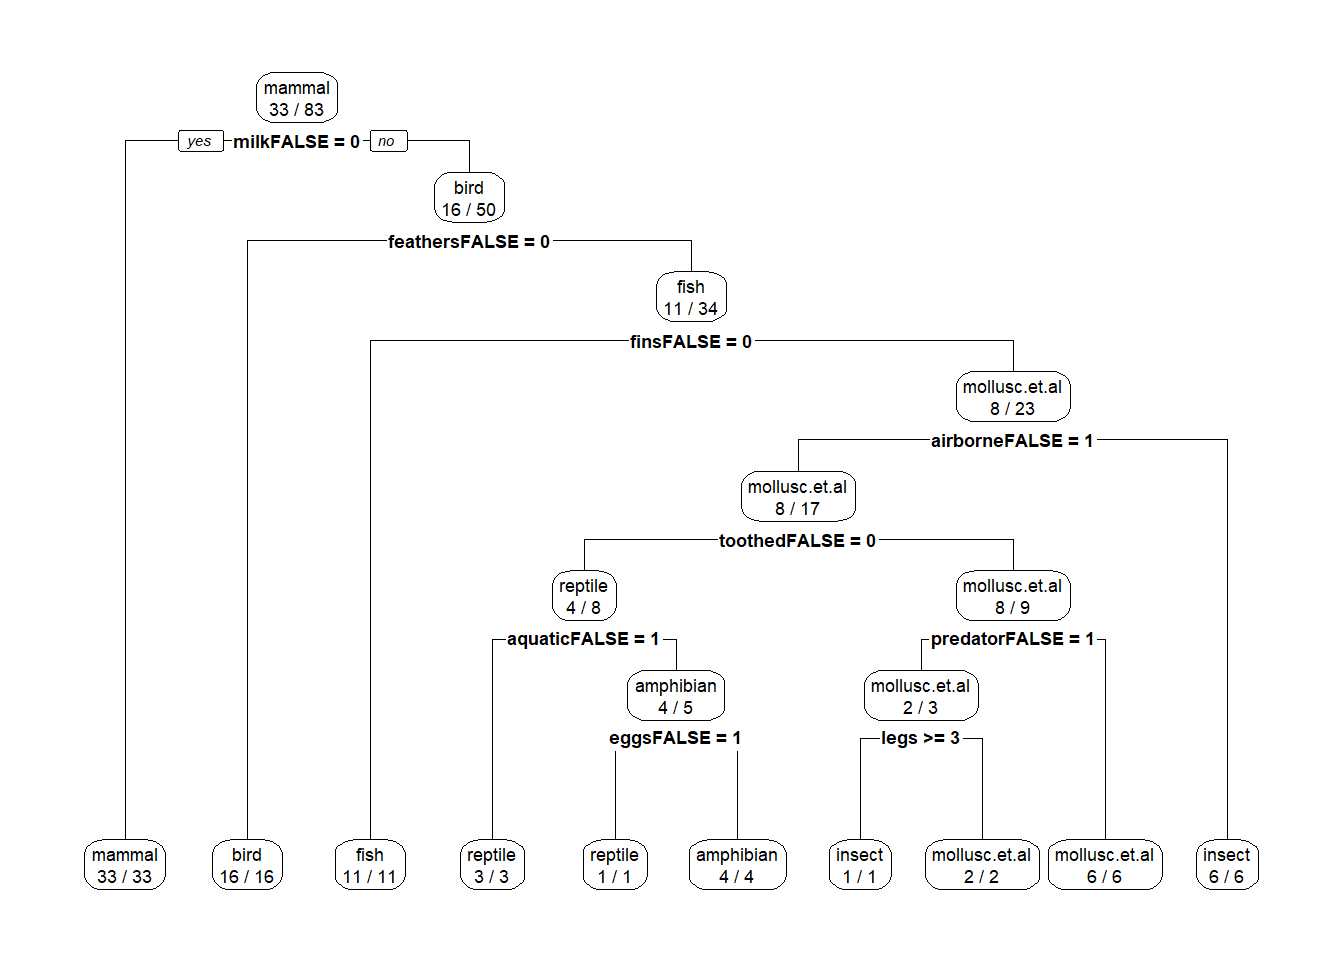 mammal
33 / 83
yes milkFALSE = 0 no
bird
16 / 50
feathersFALSE = 0
fish
11 / 34
finsFALSE = 0
mollusc.et.al
8 / 23
airborneFALSE = 1
mollusc.et.al
8 / 17
toothedFALSE = 0
reptile
4 / 8
mollusc.et.al
8 / 9
aquaticFALSE = 1
predatorFALSE = 1
amphibian
4 / 5
mollusc.et.al
2 / 3
eggsFALSE = 1
legs >= 3
mammal
33 / 33
bird
16 / 16
fish
11 / 11
reptile
3 / 3
reptile
1 / 1
amphibian
4 / 4
insect
1 / 1
mollusc.et.al
2 / 2
mollusc.et.al
6 / 6
insect
6 / 6